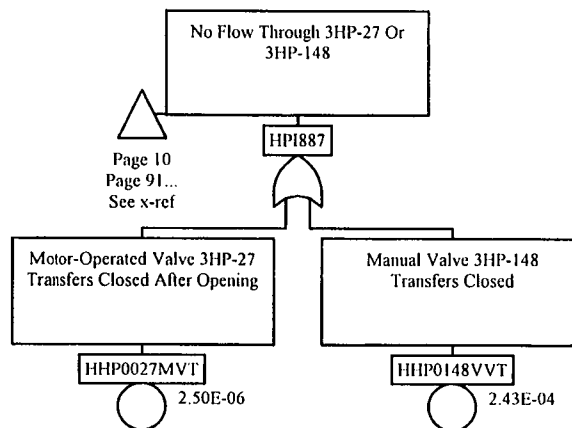 No Flow Through 3HP-27 Or
3HP-148
HPI887
Page 10
Page 91...
See x-ref
Motor-Operated Valve 3HP-27
Transfers Closed After Opening
Manual Valve 3HP-148
Transfers Closed
HHP0027MVT
2.50E-06
HHP0148VVT
2.43E-04